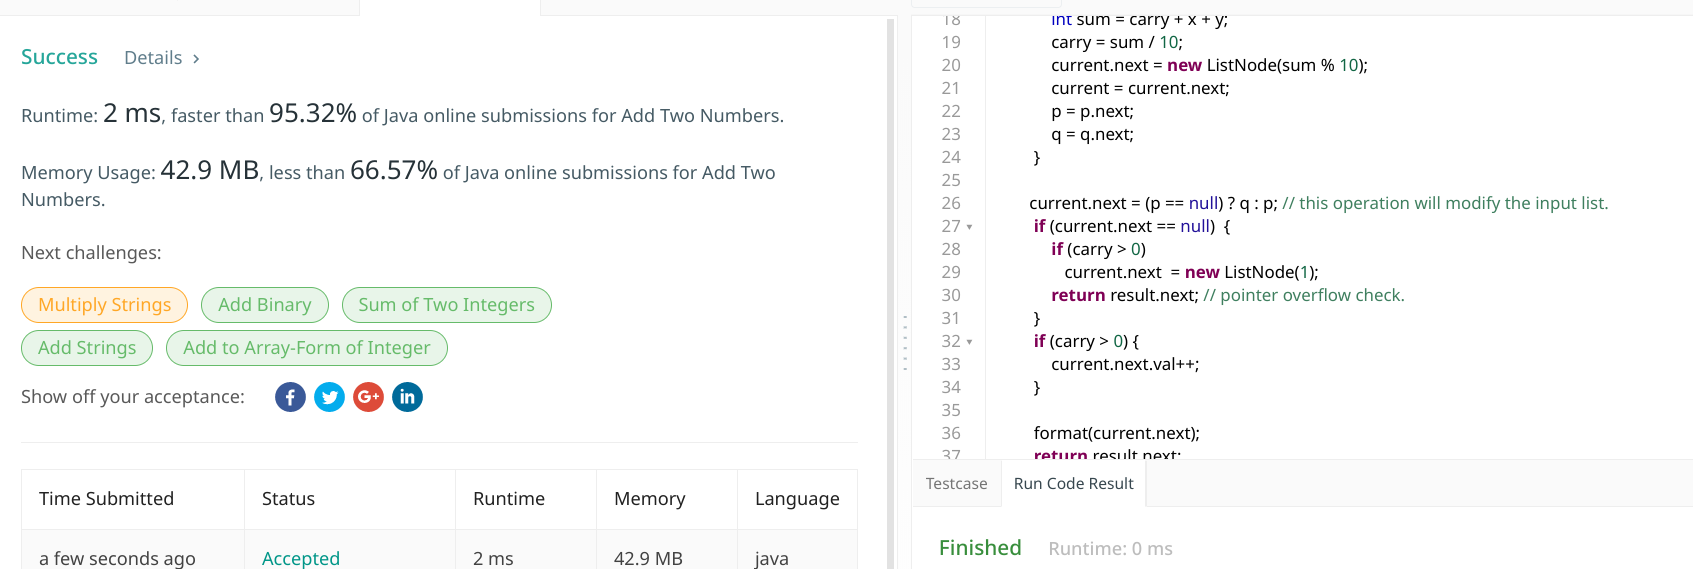 Success Details >
Runtime: 2 ms, faster than 95.32% of Java online submissions for Add Two Numbers.
Memory Usage: 42.9 MB, less than 66.57% of Java online submissions for Add Two
Numbers.
Next challenges:
Multiply Strings Add Binary Sum of Two Integers
Add Strings Add to Array-Form of Integer
Show off your acceptance: f G+ in
Time Submitted Status Runtime Memory Language
a few seconds ago Accepted 2 ms 42.9 MB java
18 int sum = carry + x + y;
19 carry = sum / 10;
20 current.next = new ListNode(sum % 10);
21 current = current.next;
22 p = p.next;
23 q = q.next;
24 }
25
26 current.next = (p == null) ? q : p; // this operation will modify the input list.
27 if (current.next == null)  {
28 if (carry > 0)
29 current.next  = new ListNode(1);
30 return result.next; // pointer overflow check.
31 }
32 if (carry > 0) {
33 current.next.val++;
34 }
35
36 format(current.next);
37 return result.next;
Testcase Run Code Result
Finished Runtime: 0 ms